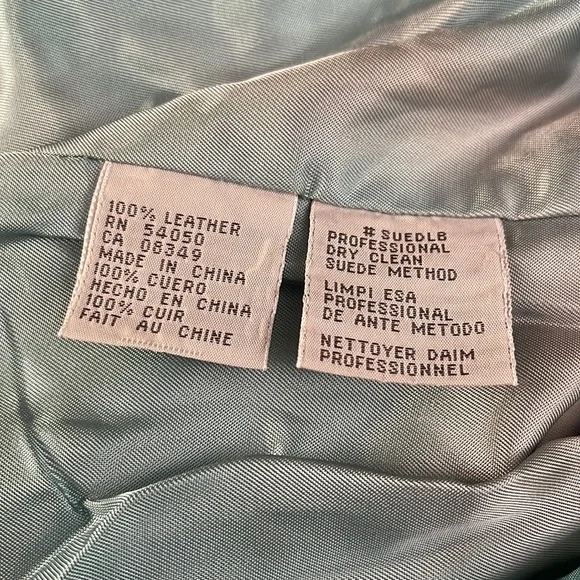 100% LEATHER
RN 54050
CA 08349
MADE IN CHINA
100% CUERO
HECHO EN CHINA
100% CUIR
FAIT AU CHINE
# SUEDLB
PROFESSIONAL
DRY CLEAN
SUEDE METHOD
LIMPI ESA
PROFESSIONAL
DE ANTE METODO
NETTOYER DAIM
PROFESSIONNEL